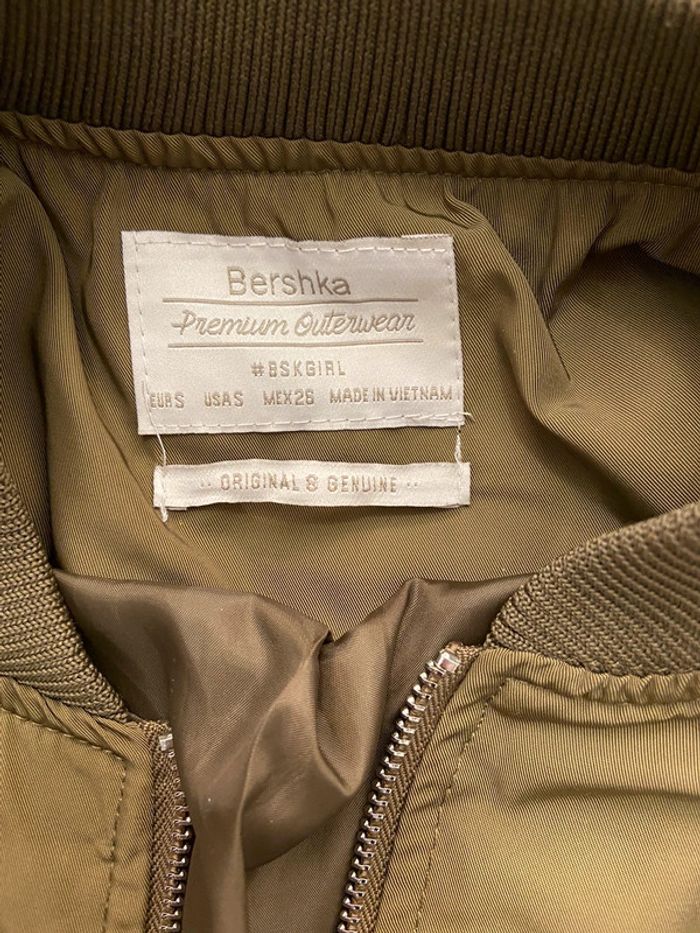 Bershka
Premium Outerwear
#BSKGIRL
EUR S USA S MEX 26 MADE IN VIETNAM
·· ORIGINAL & GENUINE ··